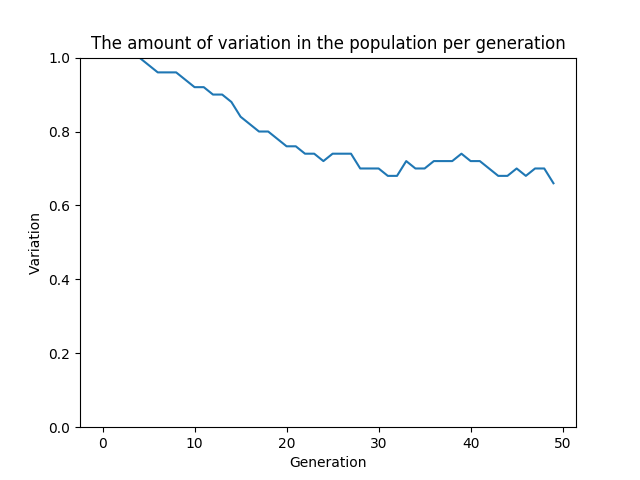 The amount of variation in the population per generation
1.0
0.8
0.6
0.4
0.2
0.0
Variation
0 10 20 30 40 50
Generation